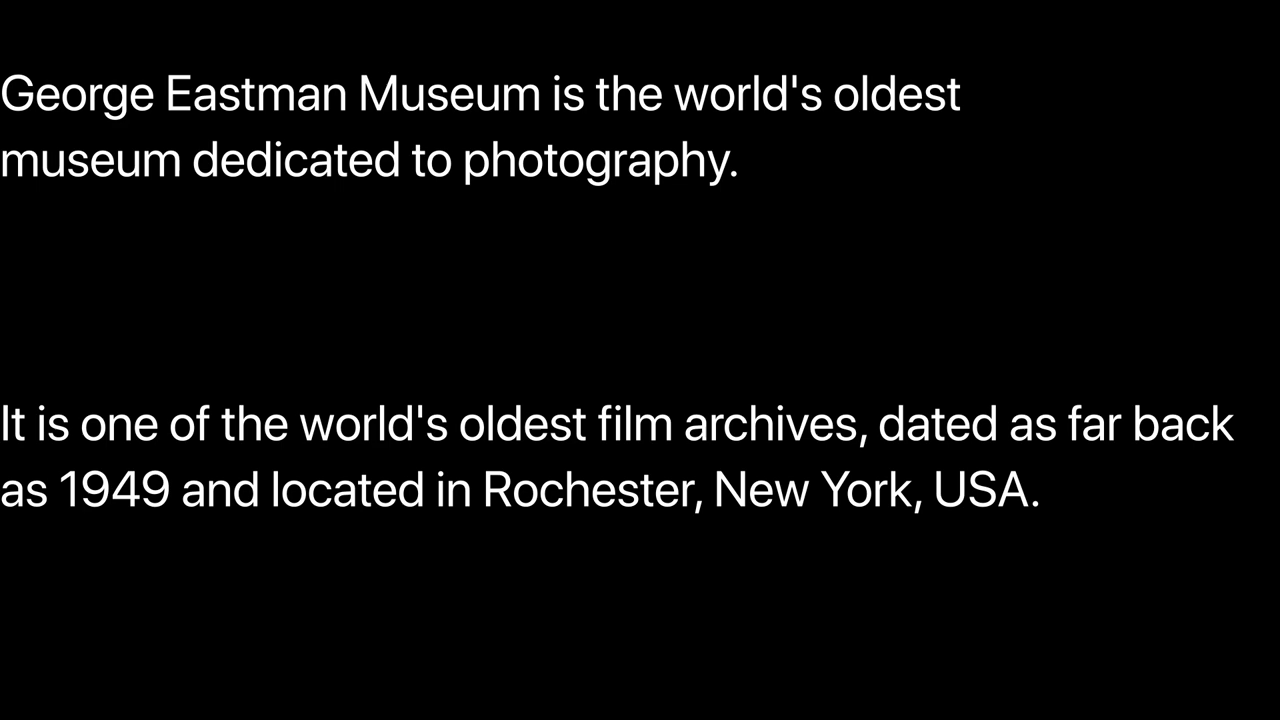 George Eastman Museum is the world's oldest
museum dedicated to photography.
It is one of the world's oldest film archives, dated as far back
as 1949 and located in Rochester, New York, USA.